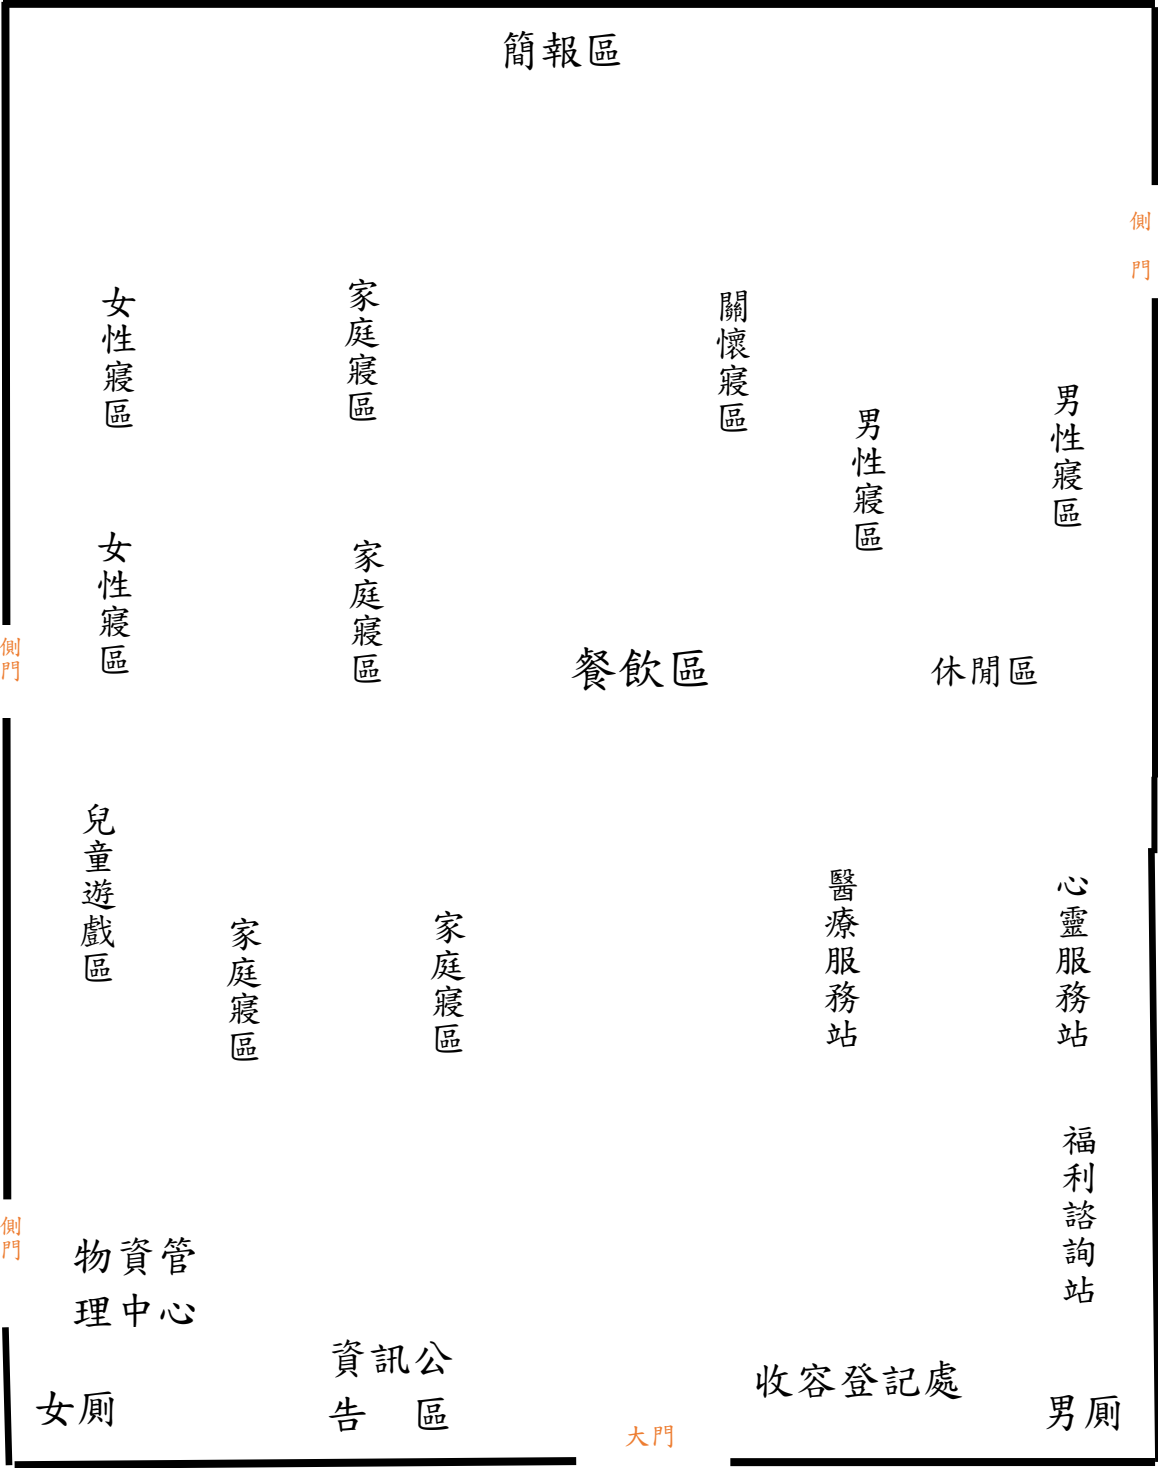 簡報區
側門
女性寢區
家庭寢區
關懷寢區
男性寢區
男性寢區
女性寢區
家庭寢區
側門
餐飲區
休閒區
兒童遊戲區
家庭寢區
家庭寢區
醫療服務站
心靈服務站
福利諮詢站
側門
物資管
理中心
資訊公
告 區
收容登記處
女厠
男厠
大門